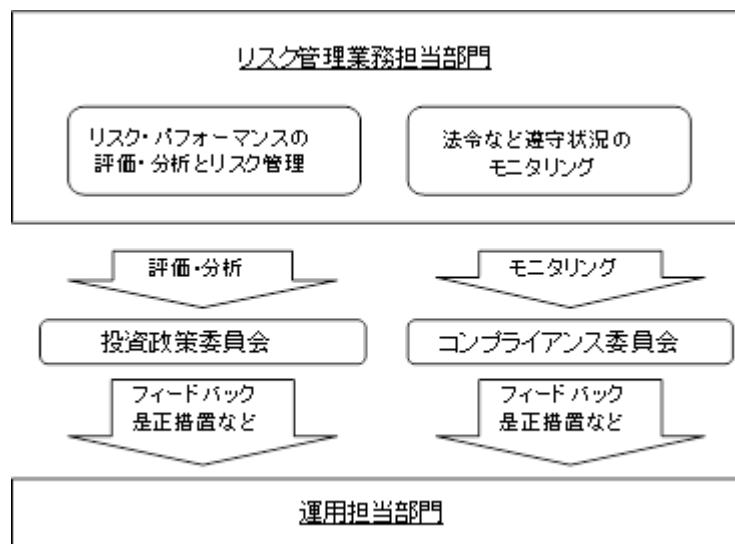 リスク管理業務担当部門
リスク・パフォーマンスの
評価・分析とリスク管理
法令など遵守状況の
モニタリング
評価・分析
モニタリング
投資政策委員会
コンプライアンス委員会
フィードバック
是正措置など
フィードバック
是正措置など
運用担当部門